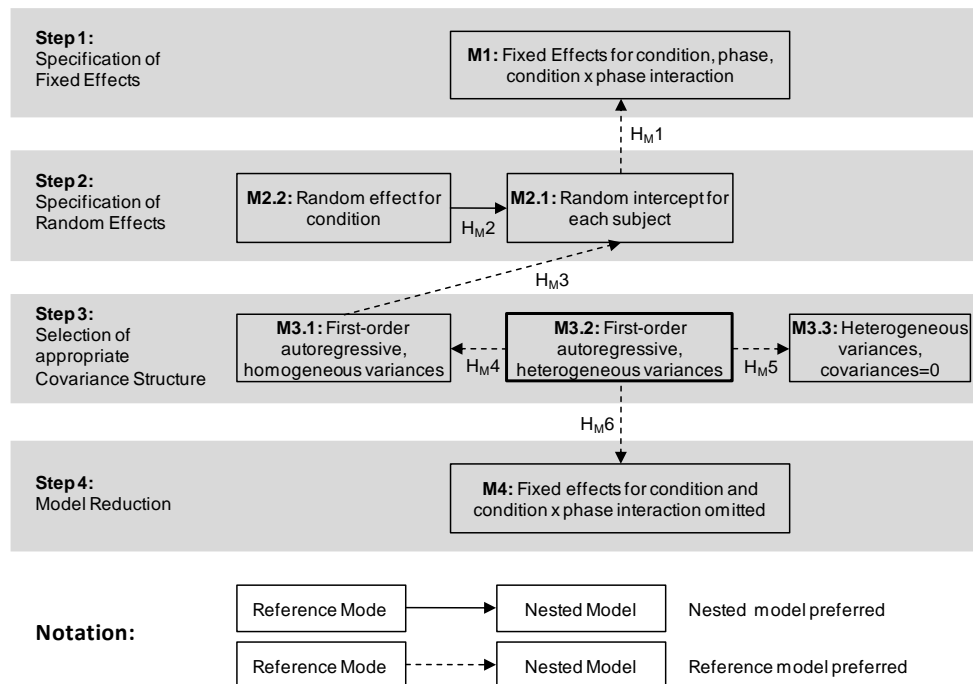 Step 1:
Specification of
Fixed Effects
M1: Fixed Effects for condition, phase,
condition x phase interaction
HM1
Step 2:
Specification of
Random Effects
M2.2: Random effect for
condition
HM2
M2.1: Random intercept for
each subject
HM3
Step 3:
Selection of
appropriate
Covariance Structure
M3.1: First-order
autoregressive,
homogeneous variances
HM4
M3.2: First-order
autoregressive,
heterogeneous variances
HM5
M3.3: Heterogeneous
variances,
covariances=0
HM6
Step 4:
Model Reduction
M4: Fixed effects for condition and
condition x phase interaction omitted
Notation:
Reference Mode
Nested Model
Nested model preferred
Reference Mode
Nested Model
Reference model preferred